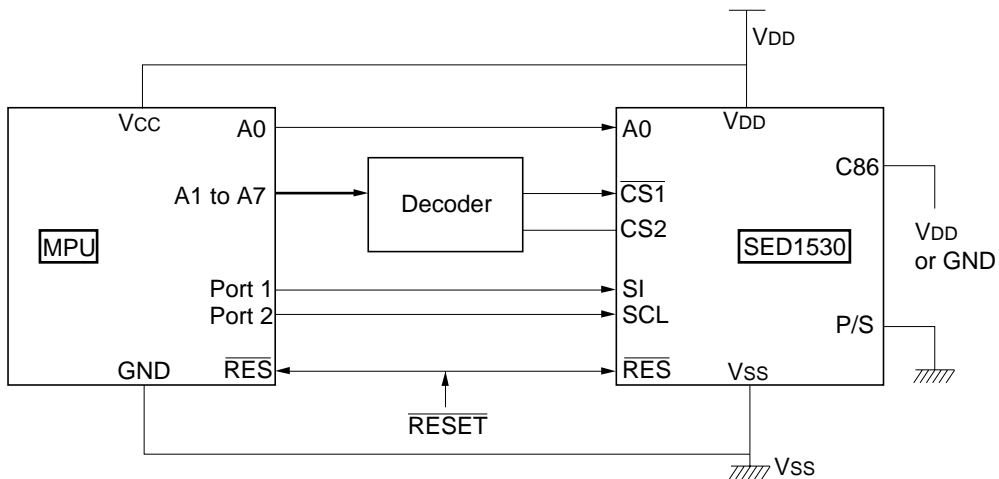 VDD
VCC
A0
A0
VDD
C86
A1 to A7
Decoder
CS1
CS2
MPU
SED1530
VDD
or GND
Port 1
SI
Port 2
SCL
P/S
GND
RES
RES
VSS
RESET
VSS